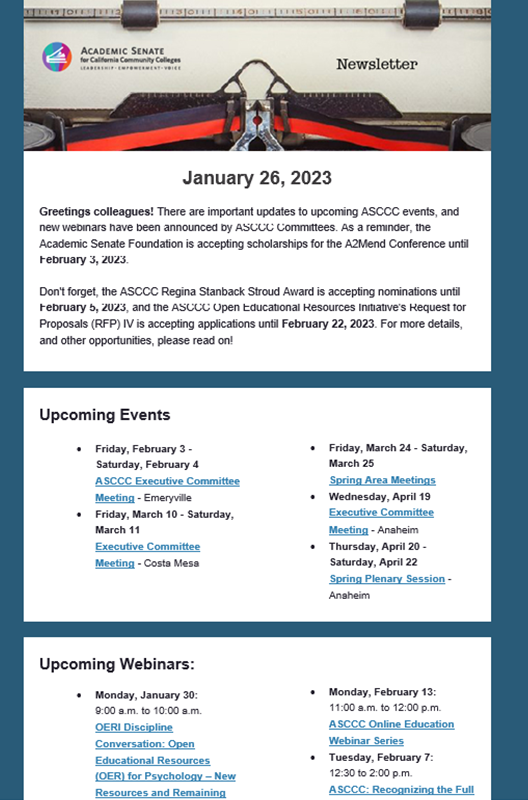 ACADEMIC SENATE
for California Community Colleges
LEADERSHIP · EMPOWERMENT · VOICE
Newsletter
January 26, 2023
Greetings colleagues! There are important updates to upcoming ASCCC events, and
new webinars have been announced by ASCCC Committees. As a reminder, the
Academic Senate Foundation is accepting scholarships for the A2Mend Conference until
February 3, 2023.
Don't forget, the ASCCC Regina Stanback Stroud Award is accepting nominations until
February 5, 2023, and the ASCCC Open Educational Resources Initiative's Request for
Proposals (RFP) IV is accepting applications until February 22, 2023. For more details,
and other opportunities, please read on!
Upcoming Events
• Friday, February 3 -
Saturday, February 4
ASCCC Executive Committee
Meeting - Emeryville
• Friday, March 10 - Saturday,
March 11
Executive Committee
Meeting - Costa Mesa
• Friday, March 24 - Saturday,
March 25
Spring Area Meetings
• Wednesday, April 19
Executive Committee
Meeting - Anaheim
• Thursday, April 20 -
Saturday, April 22
Spring Plenary Session -
Anaheim
Upcoming Webinars:
• Monday, January 30:
9:00 a.m. to 10:00 a.m.
OERI Discipline
Conversation: Open
Educational Resources
(OER) for Psychology – New
Resources and Remaining
• Monday, February 13:
11:00 a.m. to 12:00 p.m.
ASCCC Online Education
Webinar Series
• Tuesday, February 7:
12:30 to 2:00 p.m.
ASCCC: Recognizing the Full